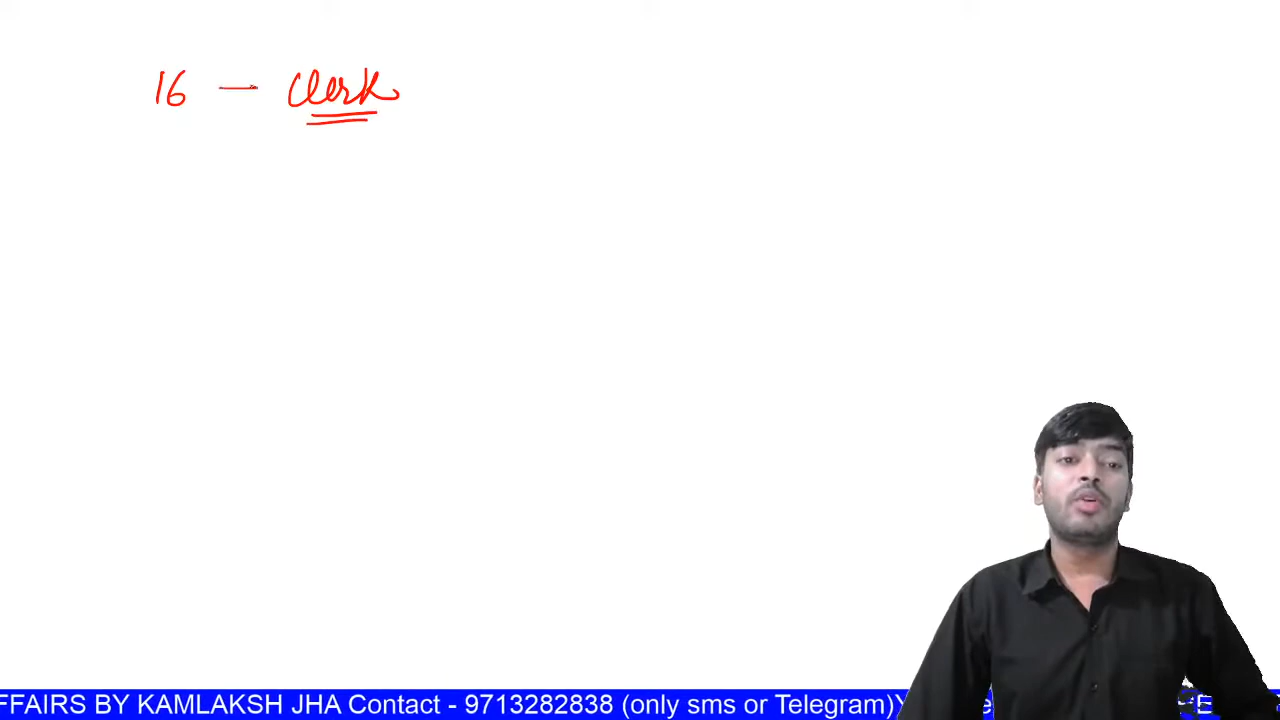 16 — Clerk
FFAIRS BY KAMLAKSH JHA Contact - 9713282838 (only sms or Telegram)Y